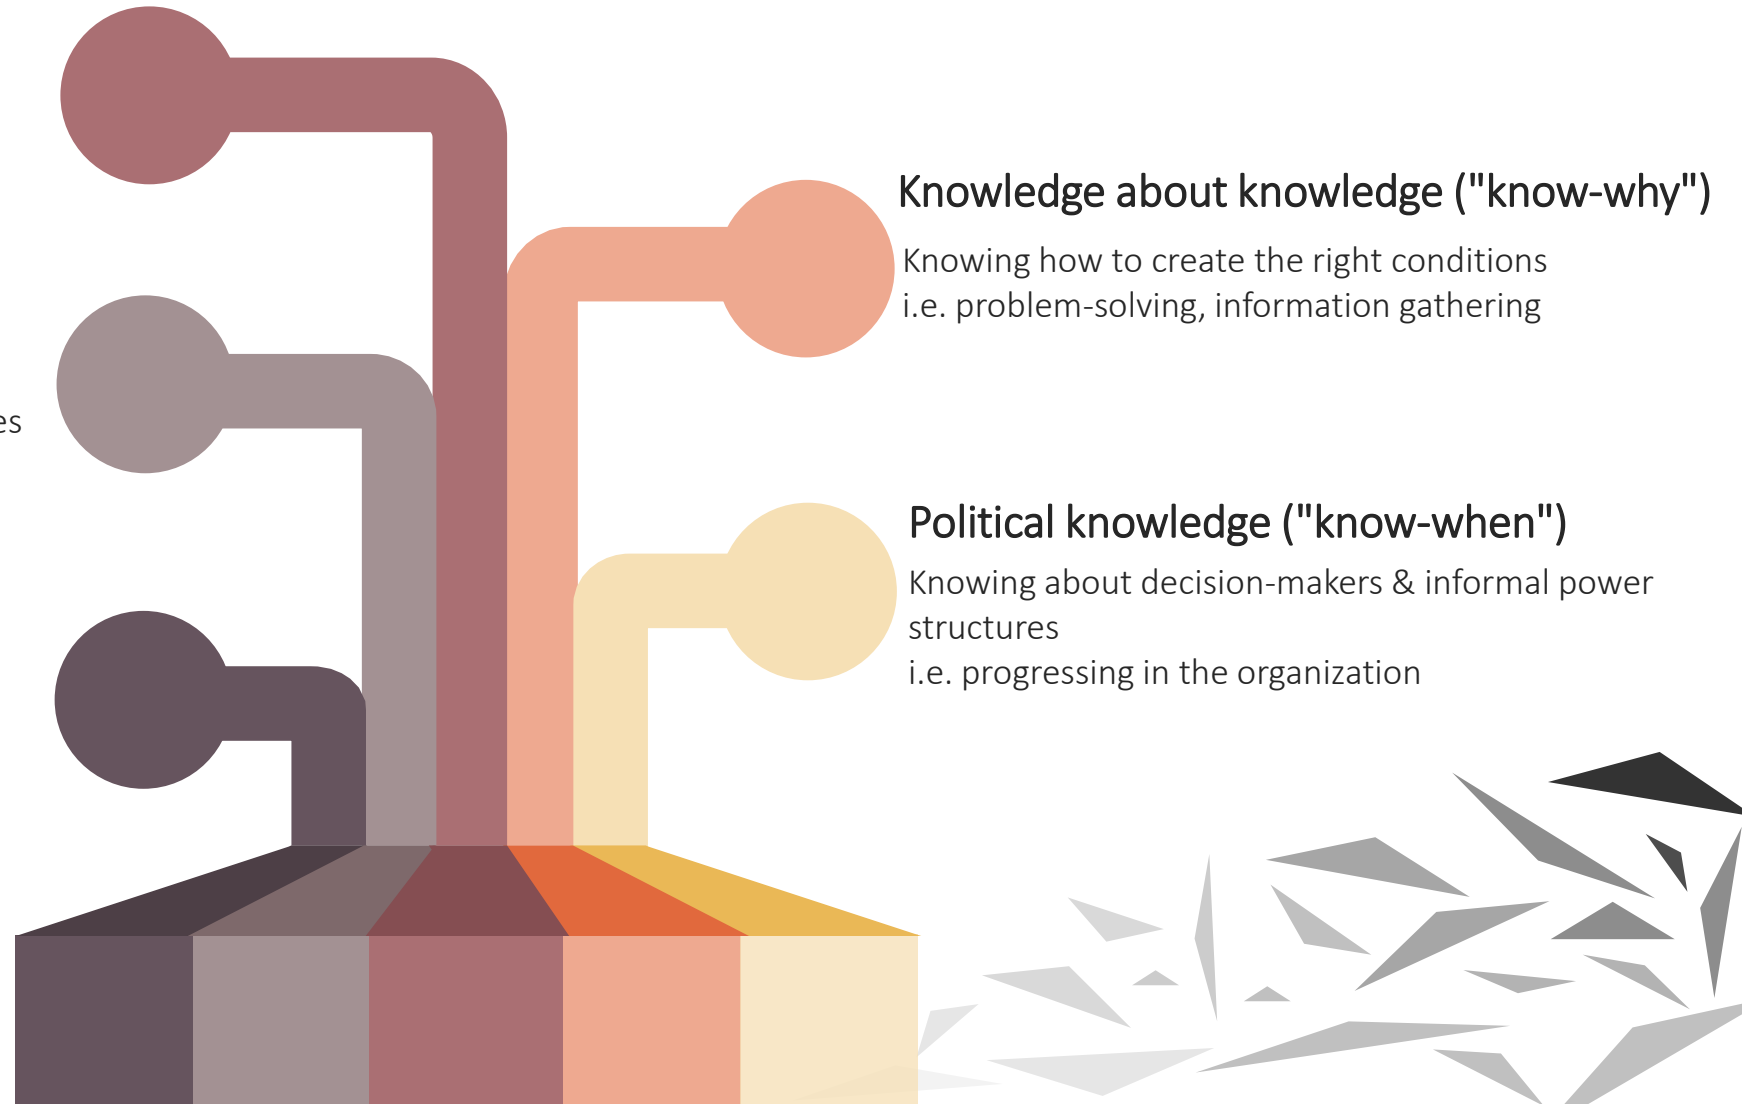 Knowledge about knowledge ("know-why")
Knowing how to create the right conditions
i.e. problem-solving, information gathering
es
Political knowledge ("know-when")
Knowing about decision-makers & informal power
structures
i.e. progressing in the organization